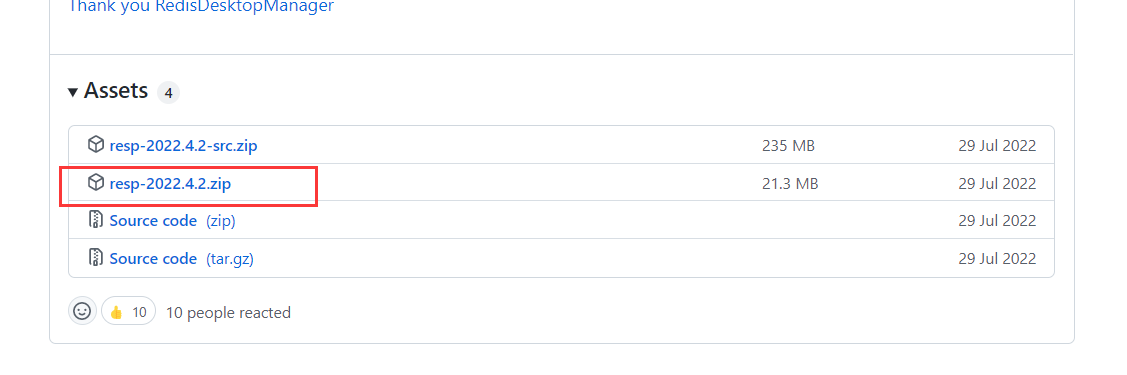 Thank you RedisDesktopManager
Assets 4
resp-2022.4.2-src.zip 235 MB 29 Jul 2022
resp-2022.4.2.zip 21.3 MB 29 Jul 2022
Source code (zip) 29 Jul 2022
Source code (tar.gz) 29 Jul 2022
10 10 people reacted